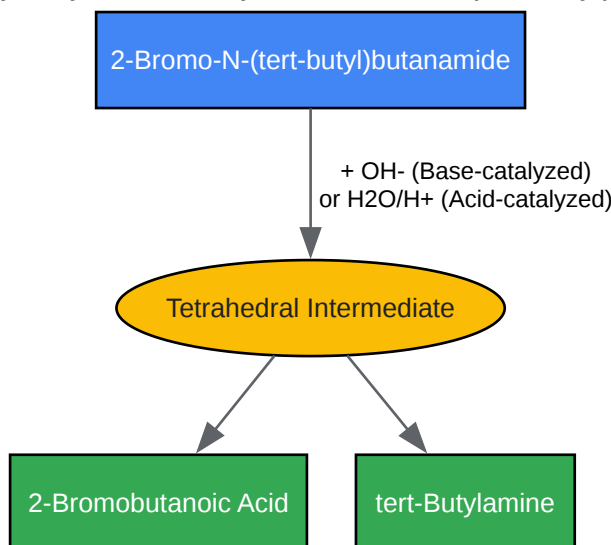 2-Bromo-N-(tert-butyl)butanamide
+ OH- (Base-catalyzed)
or H2O/H+ (Acid-catalyzed)
Tetrahedral Intermediate
2-Bromobutanoic Acid
tert-Butylamine